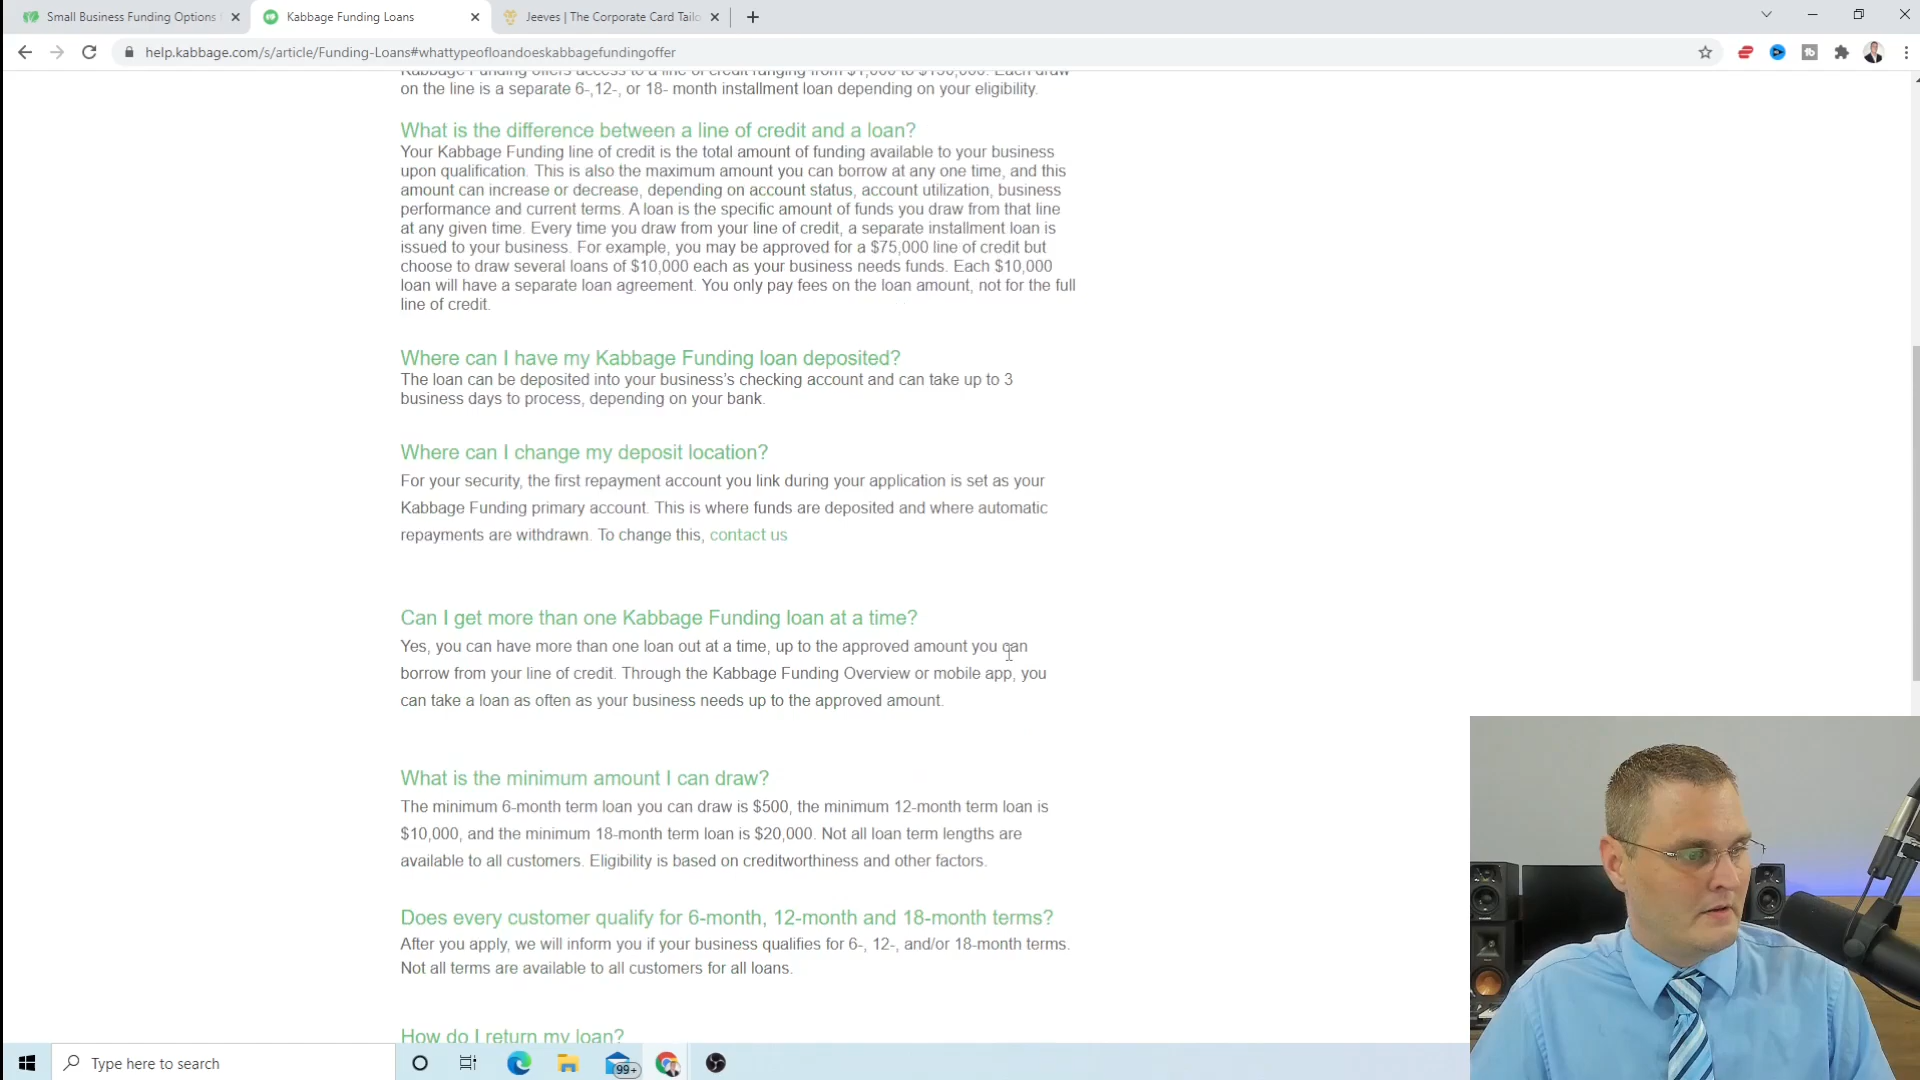 Small Business Funding Options
Kabbage Funding Loans
Jeeves | The Corporate Card Tailo
help.kabbage.com/s/article/Funding-Loans#whattypeofloandoeskabbagefundingoffer
Kabbage Funding offers access to a line of credit ranging from $1,000 to $150,000. Each draw
on the line is a separate 6-,12-, or 18- month installment loan depending on your eligibility.
What is the difference between a line of credit and a loan?
Your Kabbage Funding line of credit is the total amount of funding available to your business
upon qualification. This is also the maximum amount you can borrow at any one time, and this
amount can increase or decrease, depending on account status, account utilization, business
performance and current terms. A loan is the specific amount of funds you draw from that line
at any given time. Every time you draw from your line of credit, a separate installment loan is
issued to your business. For example, you may be approved for a $75,000 line of credit but
choose to draw several loans of $10,000 each as your business needs funds. Each $10,000
loan will have a separate loan agreement. You only pay fees on the loan amount, not for the full
line of credit.
Where can I have my Kabbage Funding loan deposited?
The loan can be deposited into your business’s checking account and can take up to 3
business days to process, depending on your bank.
Where can I change my deposit location?
For your security, the first repayment account you link during your application is set as your
Kabbage Funding primary account. This is where funds are deposited and where automatic
repayments are withdrawn. To change this, contact us
Can I get more than one Kabbage Funding loan at a time?
Yes, you can have more than one loan out at a time, up to the approved amount you can
borrow from your line of credit. Through the Kabbage Funding Overview or mobile app, you
can take a loan as often as your business needs up to the approved amount.
What is the minimum amount I can draw?
The minimum 6-month term loan you can draw is $500, the minimum 12-month term loan is
$10,000, and the minimum 18-month term loan is $20,000. Not all loan term lengths are
available to all customers. Eligibility is based on creditworthiness and other factors.
Does every customer qualify for 6-month, 12-month and 18-month terms?
After you apply, we will inform you if your business qualifies for 6-, 12-, and/or 18-month terms.
Not all terms are available to all customers for all loans.
How do I return my loan?
Type here to search
99+